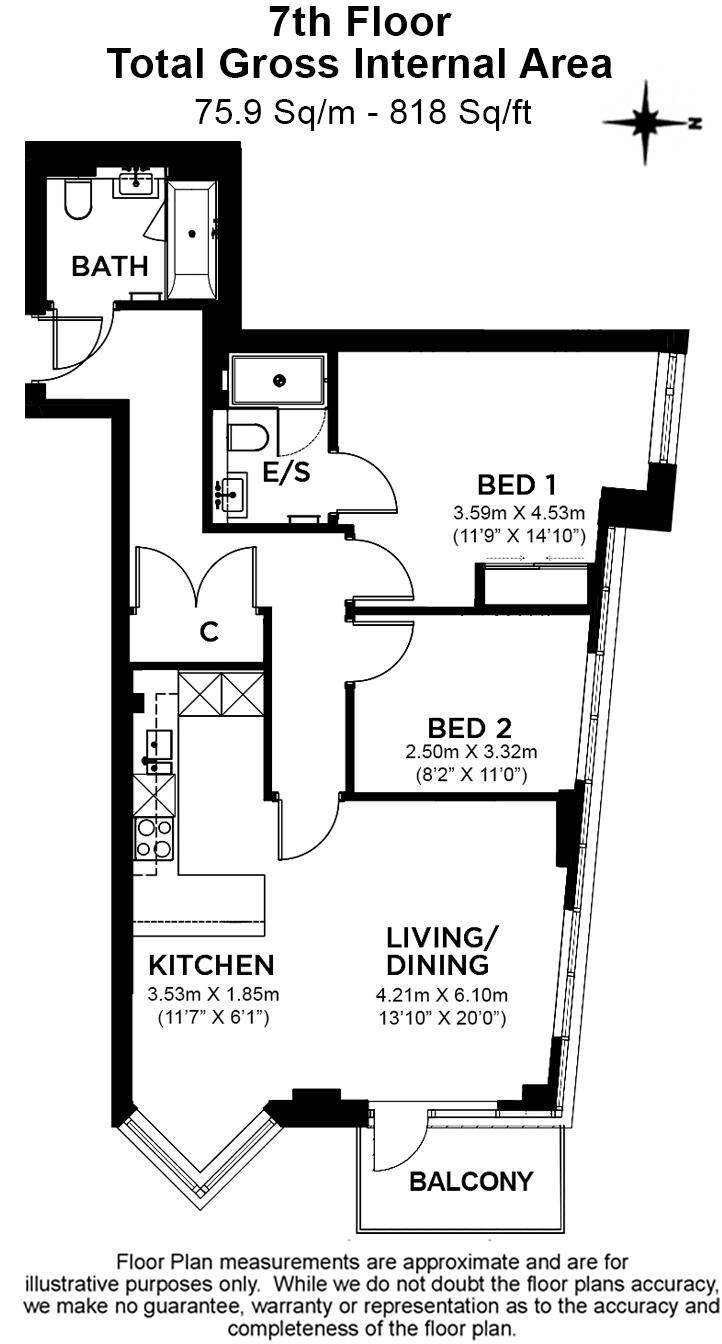 7th Floor
Total Gross Internal Area
75.9 Sq/m - 818 Sq/ft
N
BATH
E/S
BED 1
3.59m X 4.53m
(11'9" X 14'10")
C
BED 2
2.50m X 3.32m
(8'2" X 11'0")
LIVING/
DINING
4.21m X 6.10m
13'10" X 20'0")
KITCHEN
3.53m X 1.85m
(11'7" X 6'1")
BALCONY
Floor Plan measurements are approximate and are for
illustrative purposes only. While we do not doubt the floor plans accuracy,
we make no guarantee, warranty or representation as to the accuracy and
completeness of the floor plan.